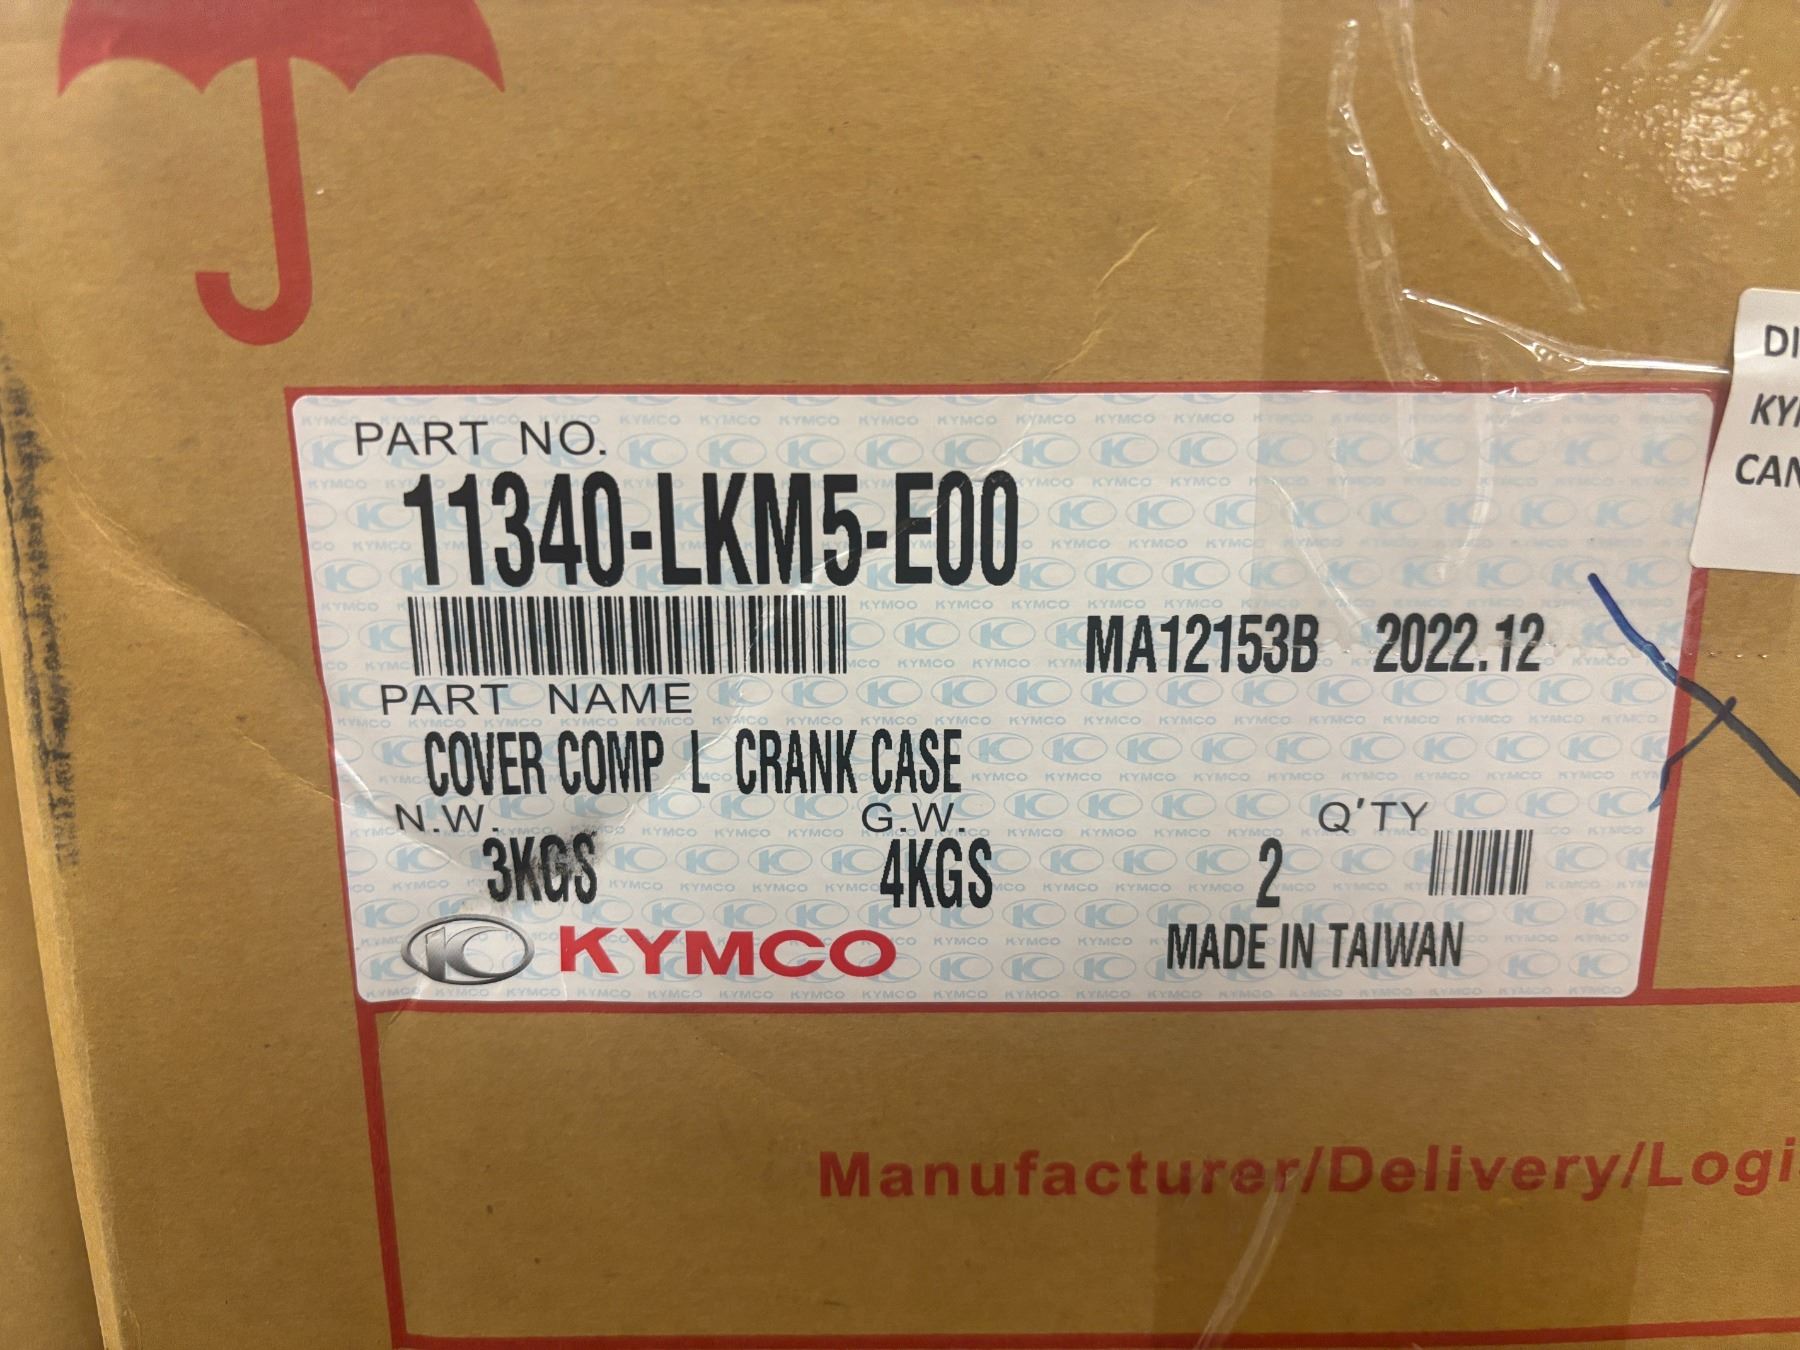 PART NO.
11340-LKM5-E00
MA12153B 2022.12
PART NAME
COVER COMP L CRANK CASE
N.W. G.W. Q'TY
3KGS 4KGS 2
KYMCO MADE IN TAIWAN
Manufacturer/Delivery/Logi
DI
KY
CAN